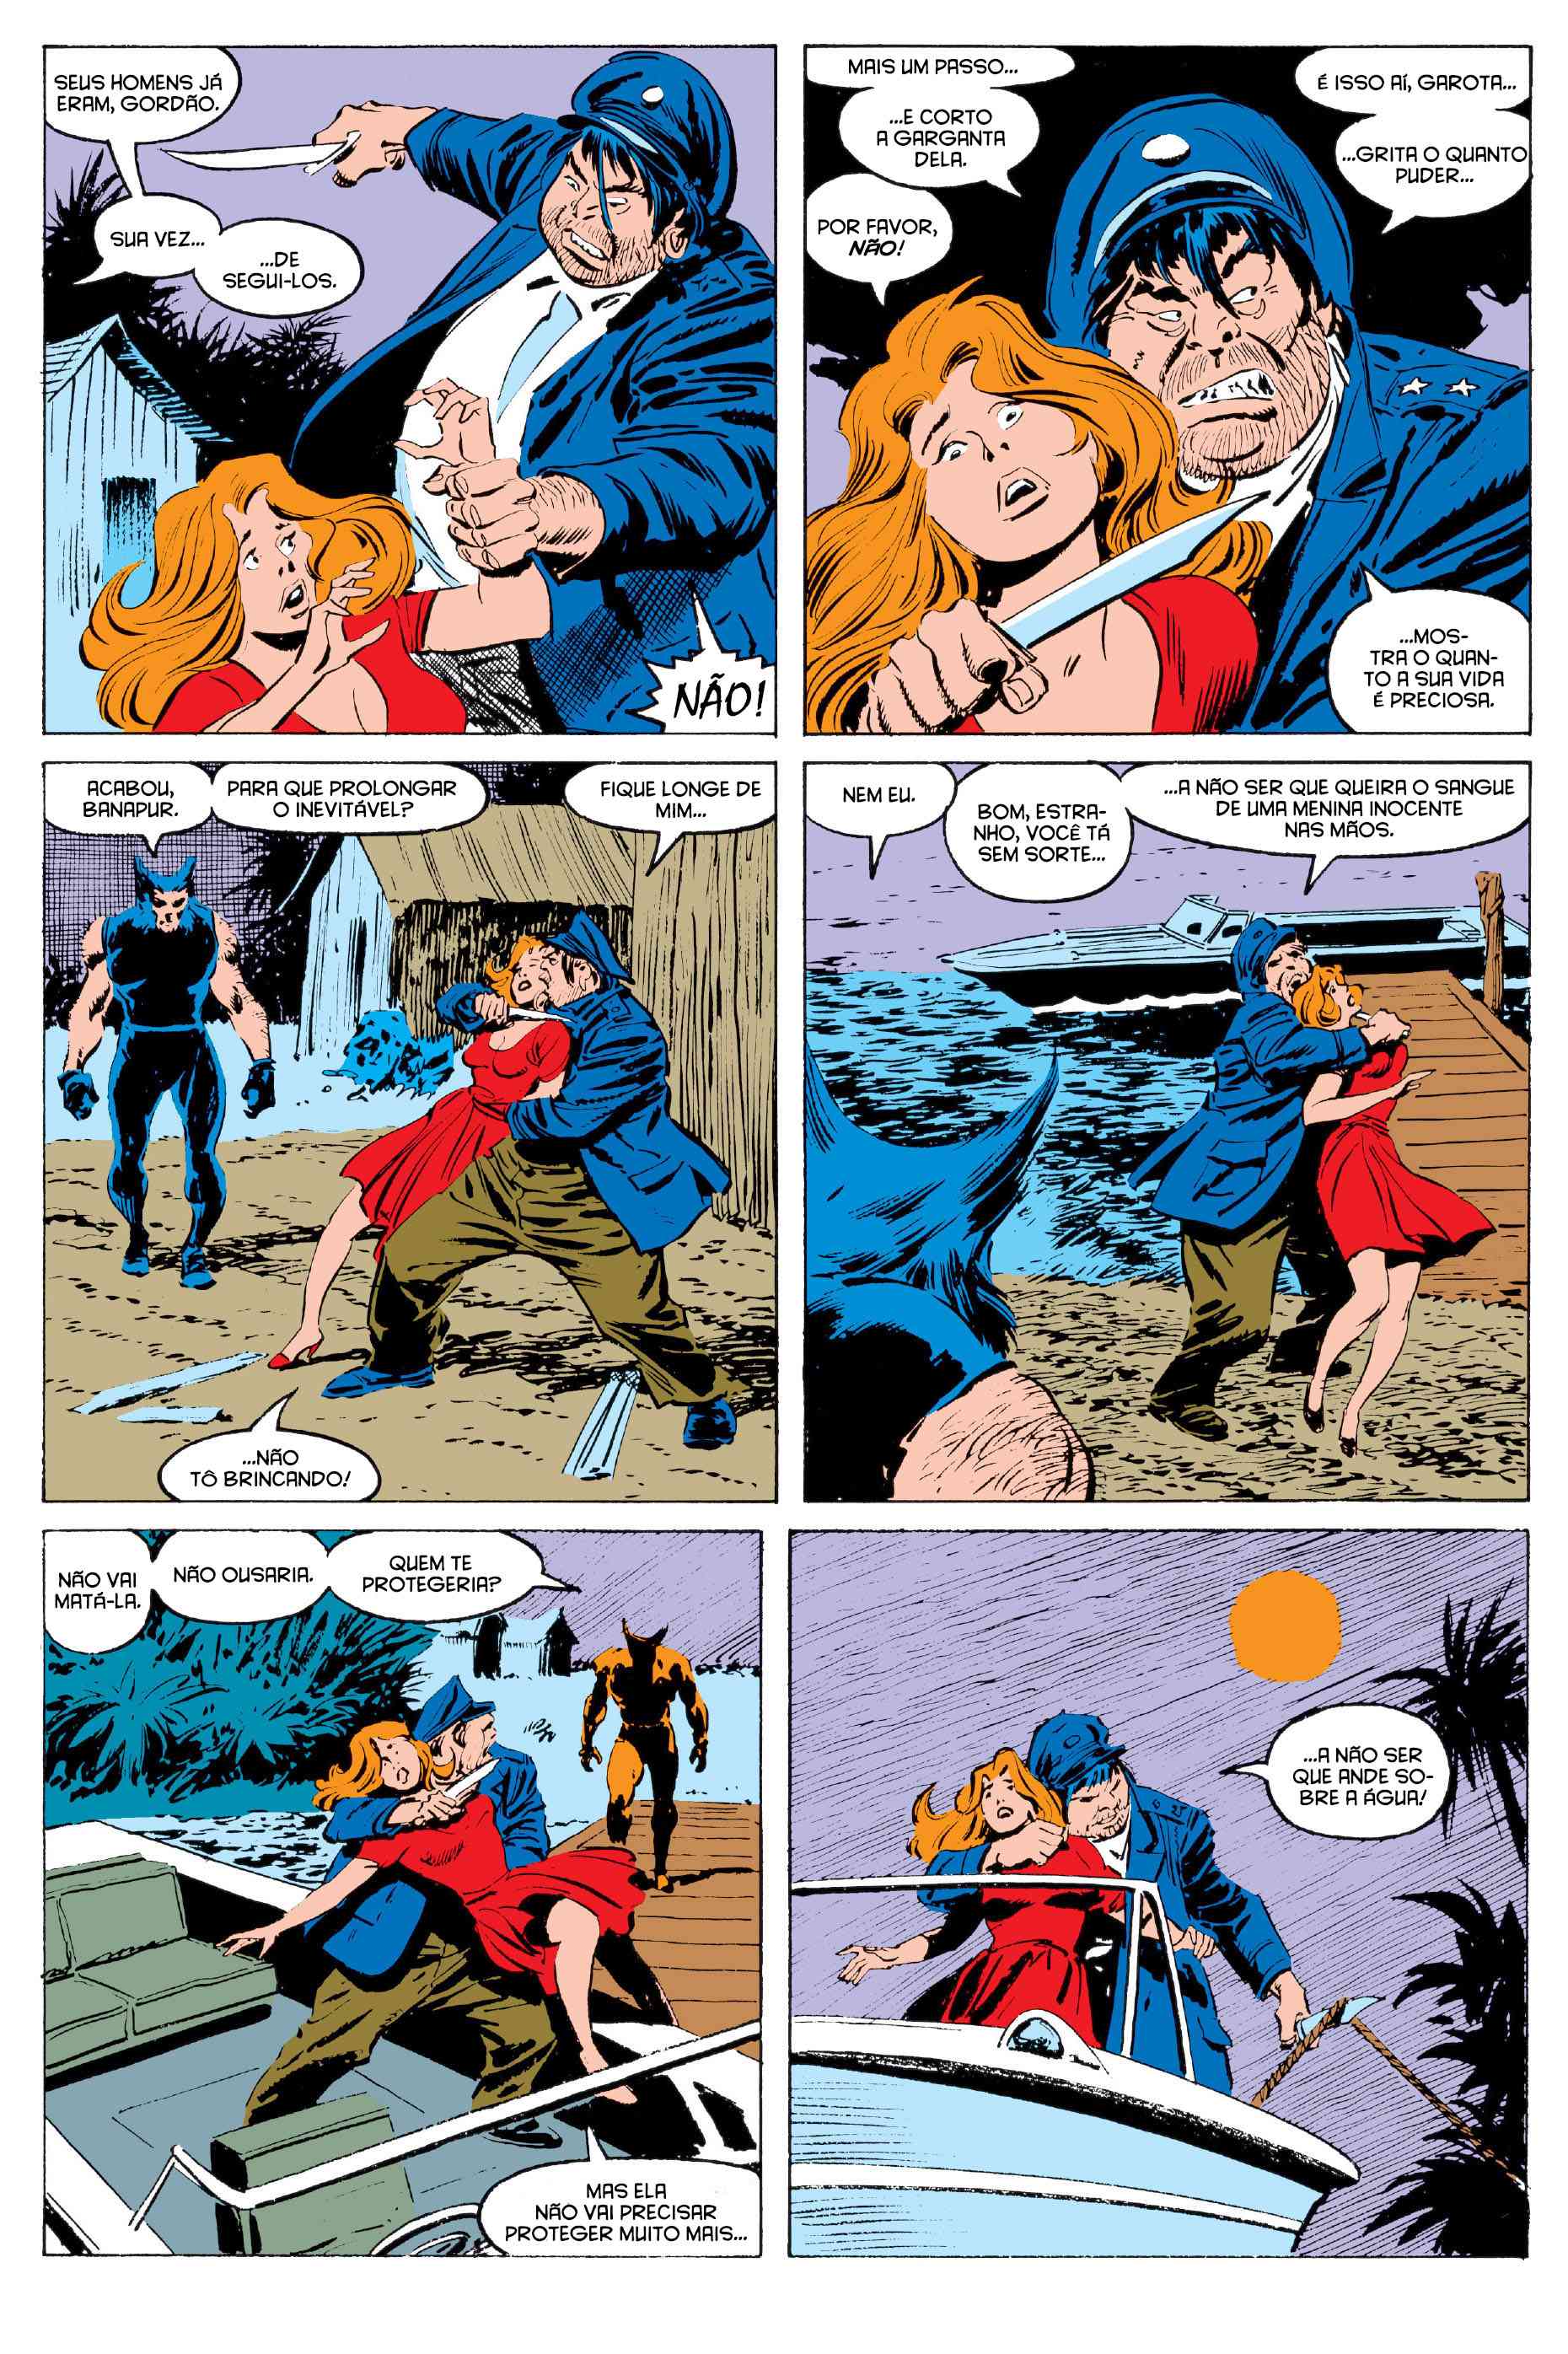 SEUS HOMENS JÁ
ERAM, GORDÃO.
SUA VEZ...
...DE
SEGUI-LOS.
NÃO!
MAIS UM PASSO...
...E CORTO
A GARGANTA
DELA.
POR FAVOR,
NÃO!
É ISSO AÍ, GAROTA...
...GRITA O QUANTO
PUDER...
...MOS-
TRA O QUAN-
TO A SUA VIDA
É PRECIOSA.
ACABOU,
BANAPUR.
PARA QUE PROLONGAR
O INEVITÁVEL?
FIQUE LONGE DE
MIM...
...NÃO
TÔ BRINCANDO!
NEM EU.
BOM, ESTRA-
NHO, VOCÊ TÁ
SEM SORTE...
...A NÃO SER QUE QUEIRA O SANGUE
DE UMA MENINA INOCENTE
NAS MÃOS.
NÃO VAI
MATÁ-LA.
NÃO OUSARIA.
QUEM TE
PROTEGERIA?
MAS ELA
NÃO VAI PRECISAR
PROTEGER MUITO MAIS...
...A NÃO SER
QUE ANDE SO-
BRE A ÁGUA!